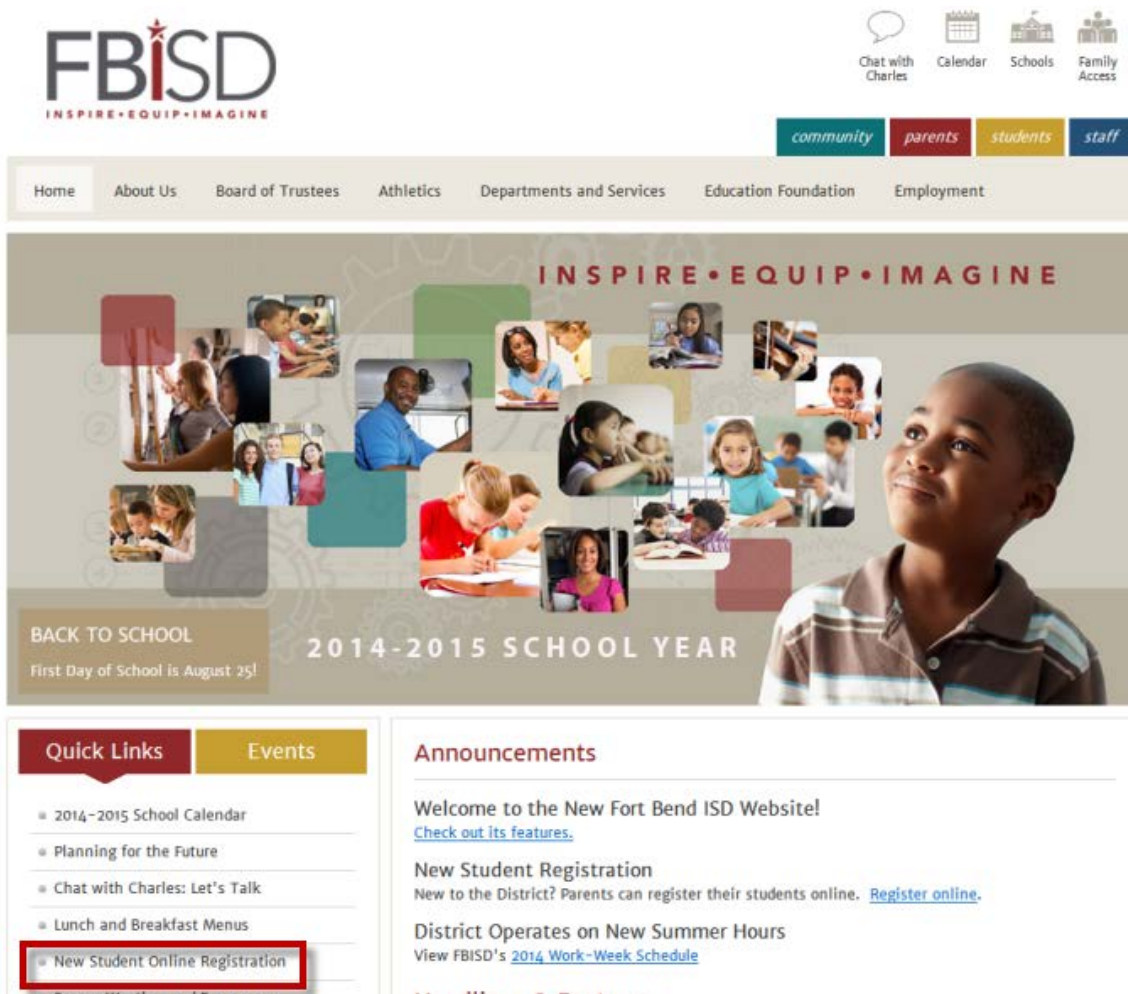 FBISD
INSPIRE•EQUIP•IMAGINE
Chat with
Charles
Calendar
Schools
Family
Access
community
parents
students
staff
Home
About Us
Board of Trustees
Athletics
Departments and Services
Education Foundation
Employment
INSPIRE•EQUIP•IMAGINE
BACK TO SCHOOL
First Day of School is August 25!
2014-2015 SCHOOL YEAR
Quick Links
Events
2014-2015 School Calendar
Planning for the Future
Chat with Charles: Let's Talk
Lunch and Breakfast Menus
New Student Online Registration
Announcements
Welcome to the New Fort Bend ISD Website!
Check out its features.
New Student Registration
New to the District? Parents can register their students online. Register online.
District Operates on New Summer Hours
View FBISD's 2014 Work-Week Schedule